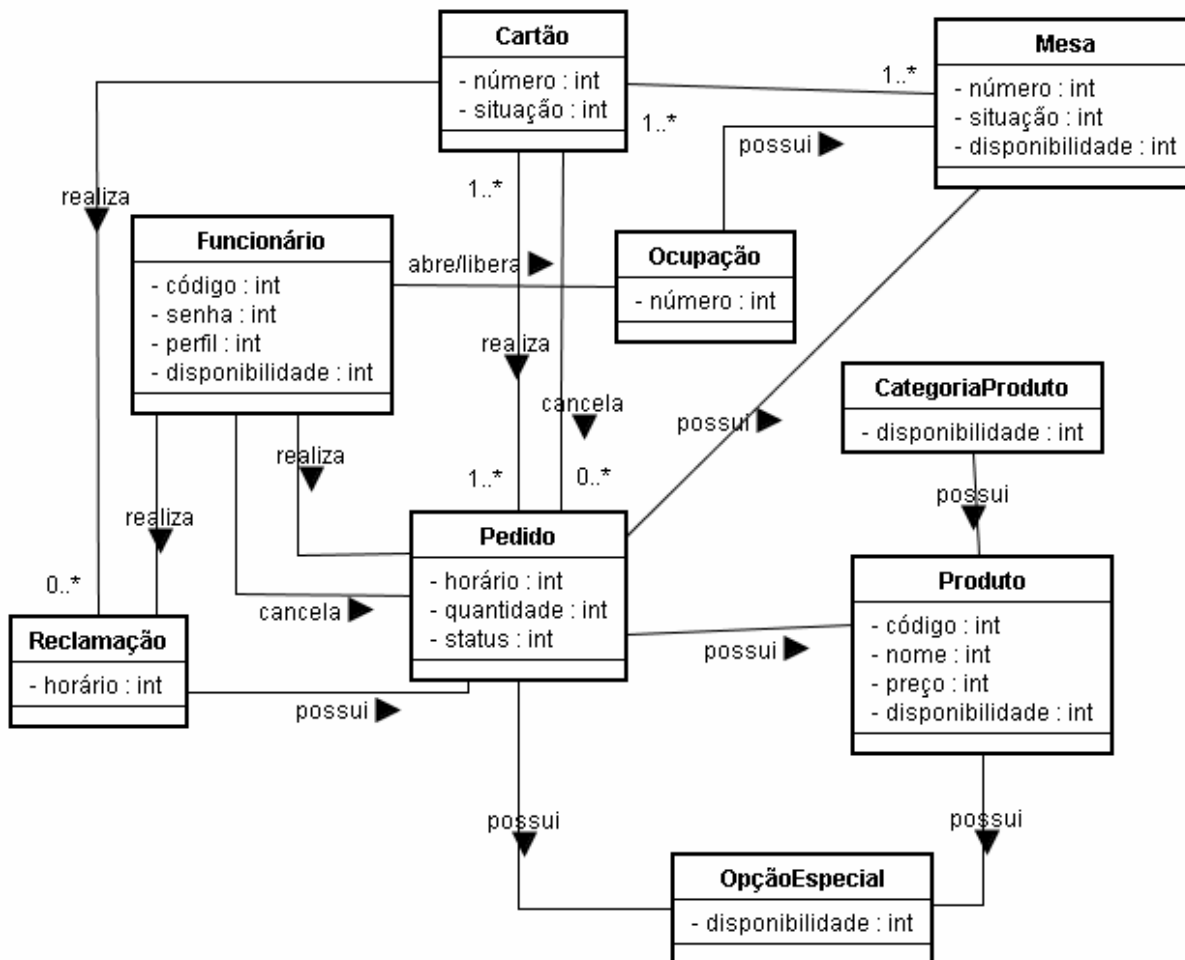 Cartão
- número : int
- situação : int
Mesa
- número : int
- situação : int
- disponibilidade : int
1..*
1..*
possui
realiza
1..*
Funcionário
- código : int
- senha : int
- perfil : int
- disponibilidade : int
abre/libera
Ocupação
- número : int
realiza
cancela
possui
CategoriaProduto
- disponibilidade : int
realiza
1..*
0..*
possui
realiza
Pedido
- horário : int
- quantidade : int
- status : int
Produto
- código : int
- nome : int
- preço : int
- disponibilidade : int
0..*
cancela
Reclamação
- horário : int
possui
possui
possui
possui
OpçãoEspecial
- disponibilidade : int